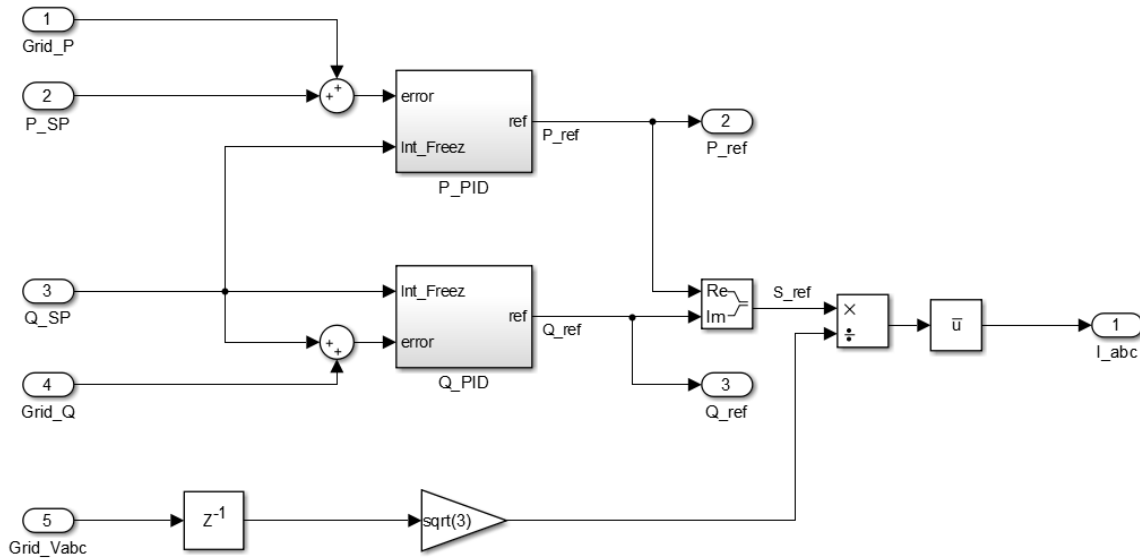 1
Grid_P
2
P_SP
+
+
error
ref
Int_Freez
P_PID
P_ref
2
P_ref
3
Q_SP
Int_Freez
ref
error
Q_PID
Q_ref
+
+
4
Grid_Q
Re
Im
S_ref
×
÷
u
1
I_abc
3
Q_ref
5
Grid_Vabc
Z-1
sqrt(3)